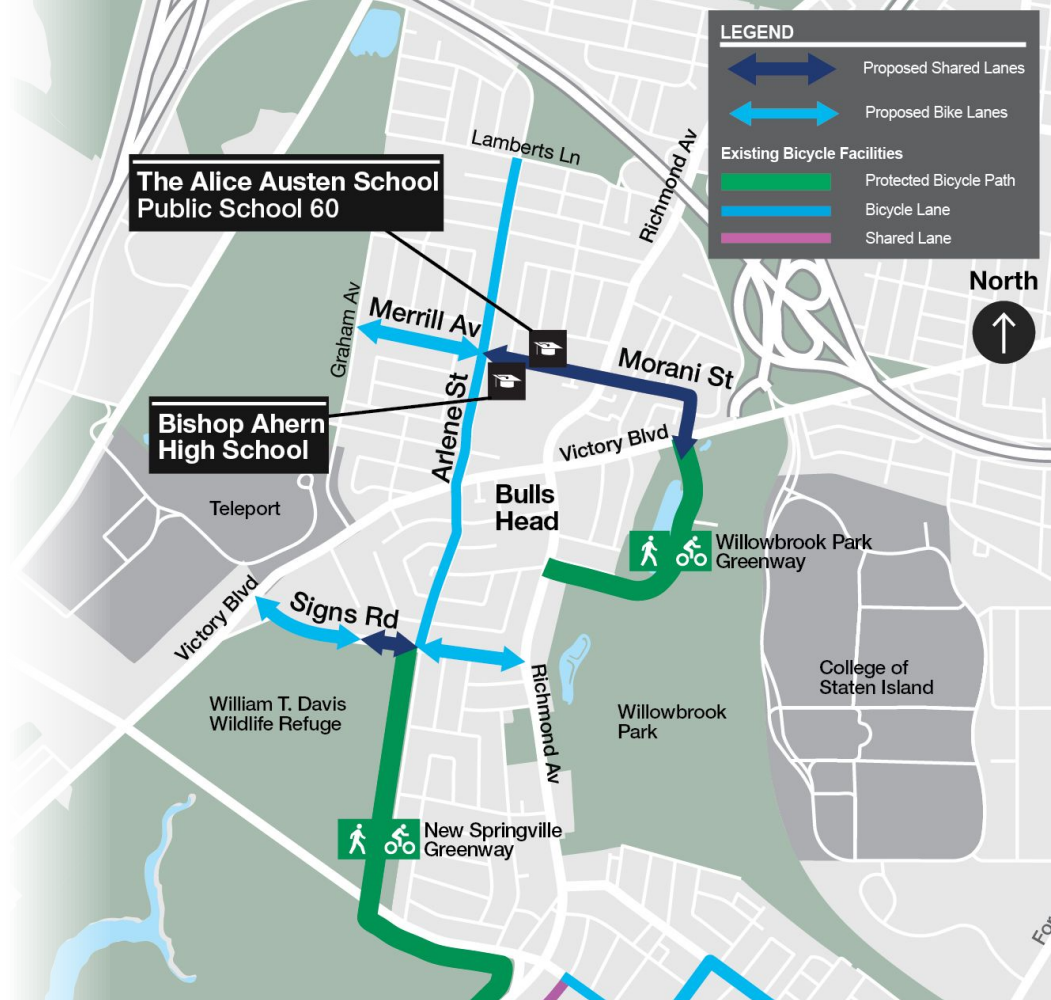 LEGEND
Proposed Shared Lanes
Proposed Bike Lanes
Existing Bicycle Facilities
Protected Bicycle Path
Bicycle Lane
Shared Lane
North
Lamberts Ln
Richmond Av
The Alice Austen School
Public School 60
Graham Av
Merrill Av
Morani St
Arlene St
Bishop Ahern
High School
Victory Blvd
Bulls
Head
Teleport
Willowbrook Park
Greenway
Victory Blvd
Signs Rd
Richmond Av
College of
Staten Island
William T. Davis
Wildlife Refuge
Willowbrook
Park
New Springville
Greenway
For